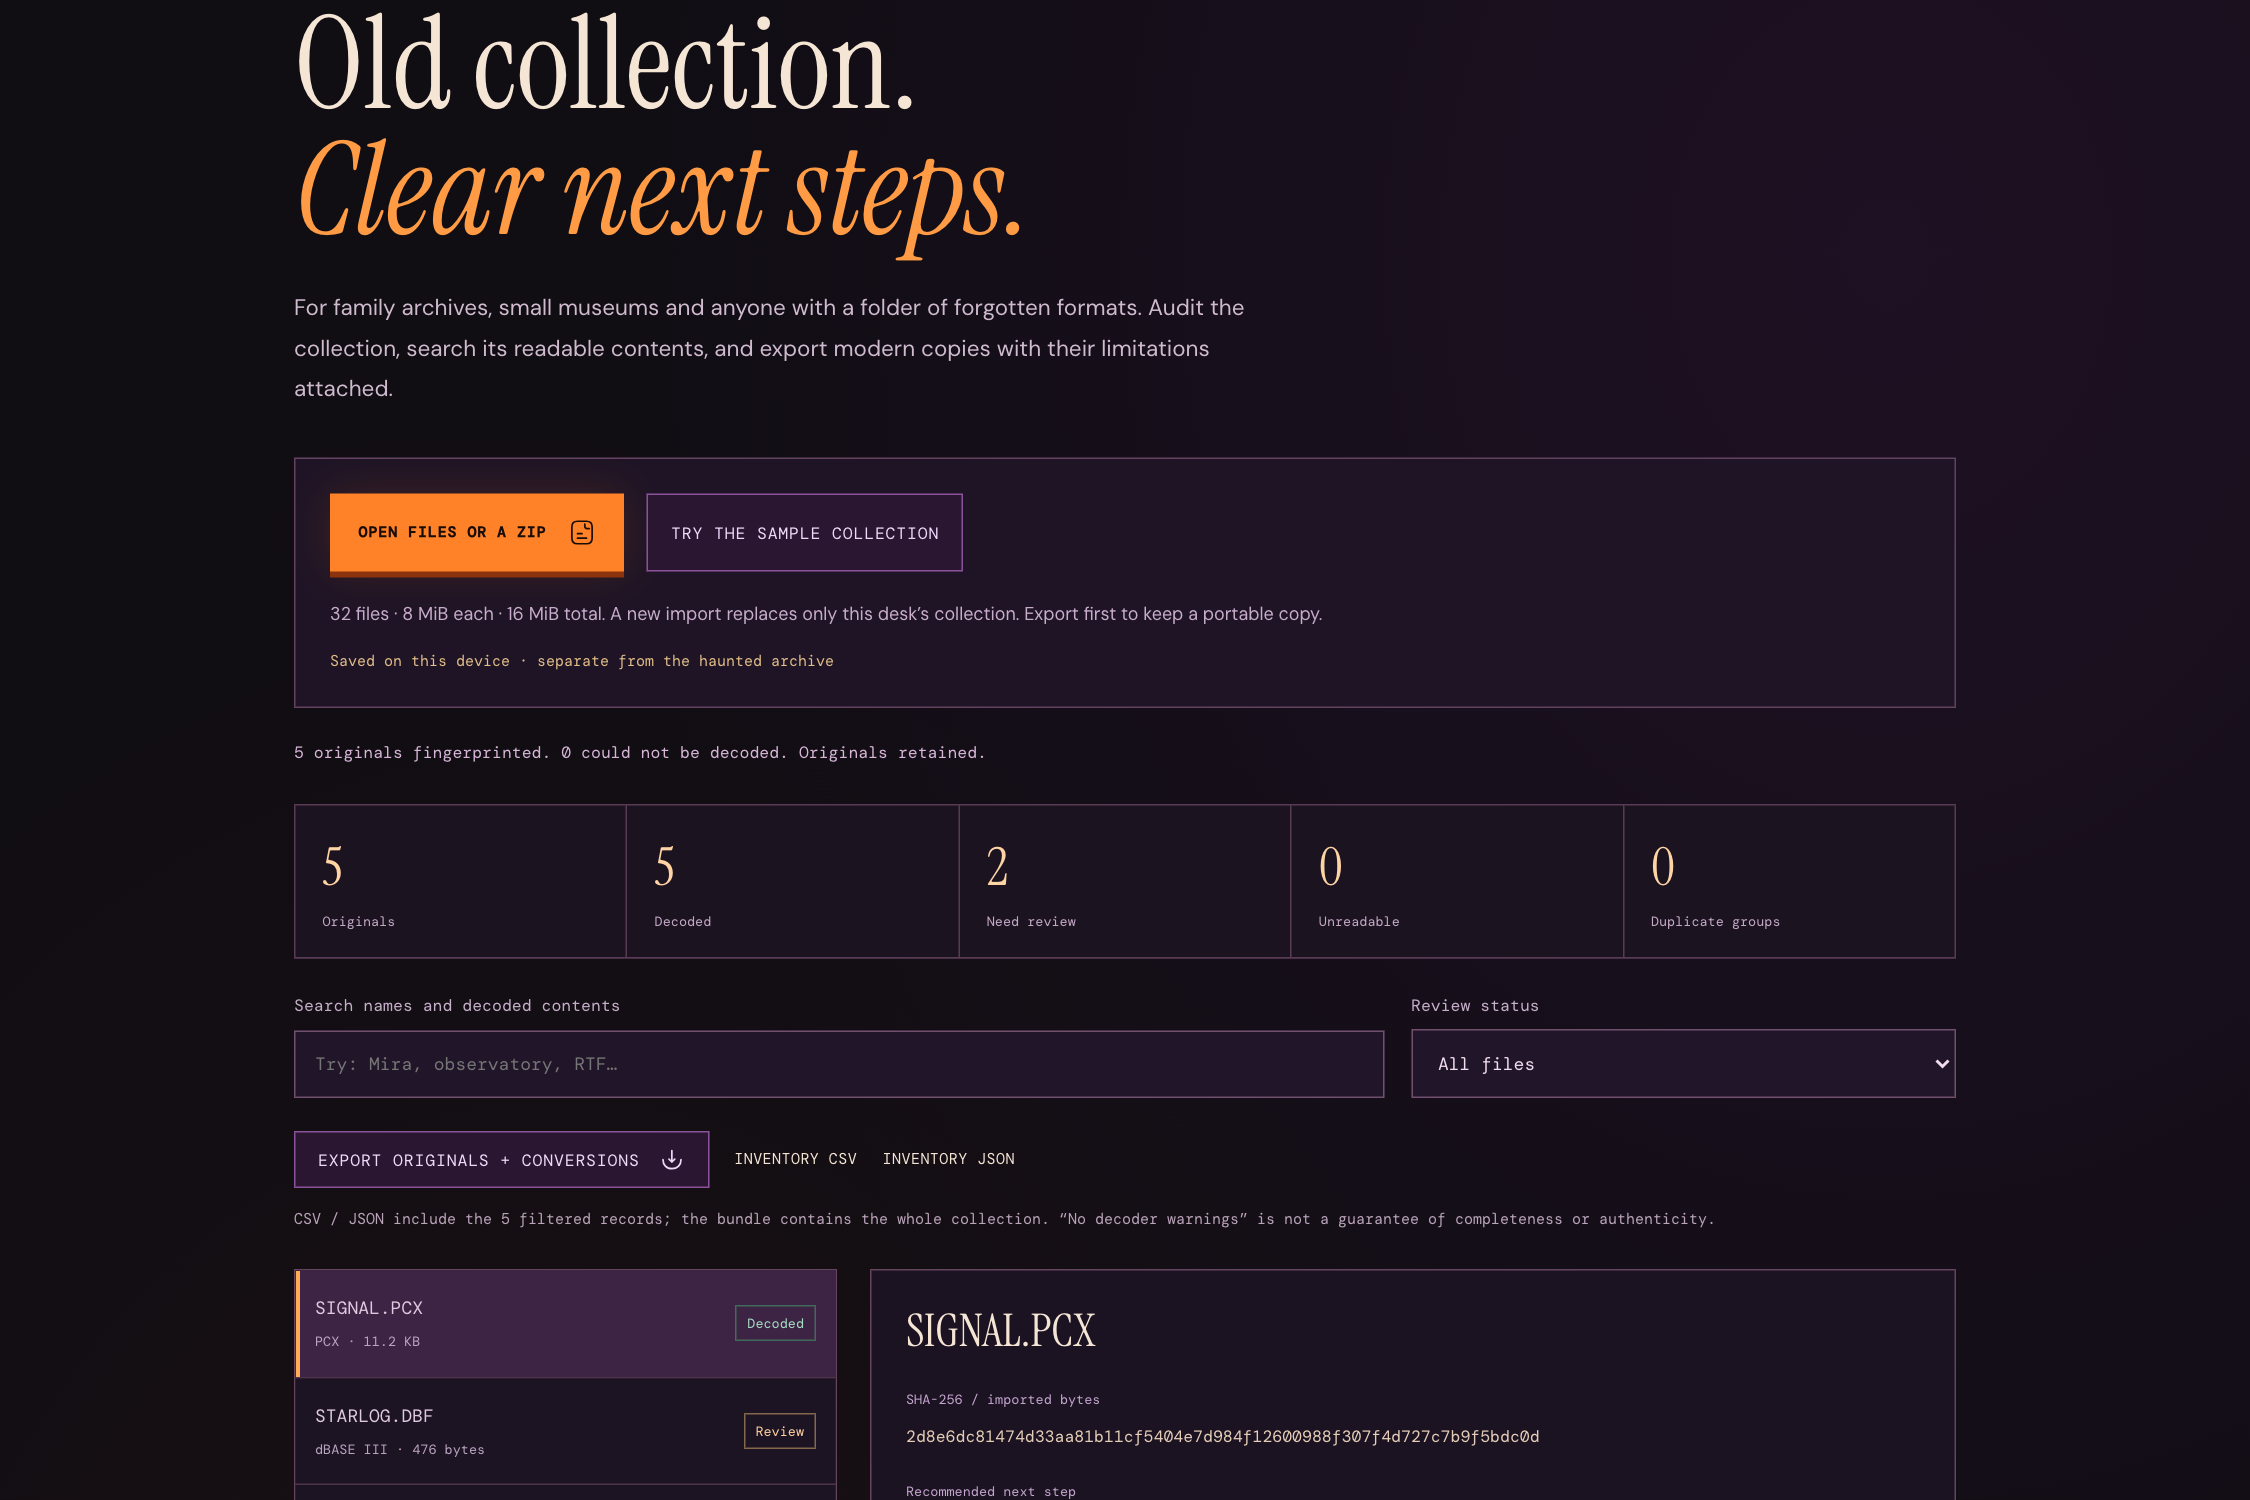 Old collection.
Clear next steps.
For family archives, small museums and anyone with a folder of forgotten formats. Audit the
collection, search its readable contents, and export modern copies with their limitations
attached.
OPEN FILES OR A ZIP
TRY THE SAMPLE COLLECTION
32 files · 8 MiB each · 16 MiB total. A new import replaces only this desk’s collection. Export first to keep a portable copy.
Saved on this device · separate from the haunted archive
5 originals fingerprinted. 0 could not be decoded. Originals retained.
5
Originals
5
Decoded
2
Need review
0
Unreadable
0
Duplicate groups
Search names and decoded contents
Try: Mira, observatory, RTF…
Review status
All files
EXPORT ORIGINALS + CONVERSIONS
INVENTORY CSV
INVENTORY JSON
CSV / JSON include the 5 filtered records; the bundle contains the whole collection. “No decoder warnings” is not a guarantee of completeness or authenticity.
SIGNAL.PCX
PCX · 11.2 KB
Decoded
STARLOG.DBF
dBASE III · 476 bytes
Review
SIGNAL.PCX
SHA-256 / imported bytes
2d8e6dc81474d33aa81b11cf5404e7d984f12600988f307f4d727c7b9f5bdc0d
Recommended next step